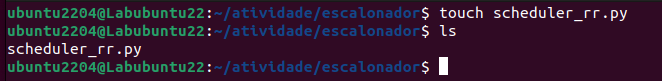 ubuntu2204@Labubuntu22:~/atividade/escalonador$ touch scheduler_rr.py
ubuntu2204@Labubuntu22:~/atividade/escalonador$ ls
scheduler_rr.py
ubuntu2204@Labubuntu22:~/atividade/escalonador$